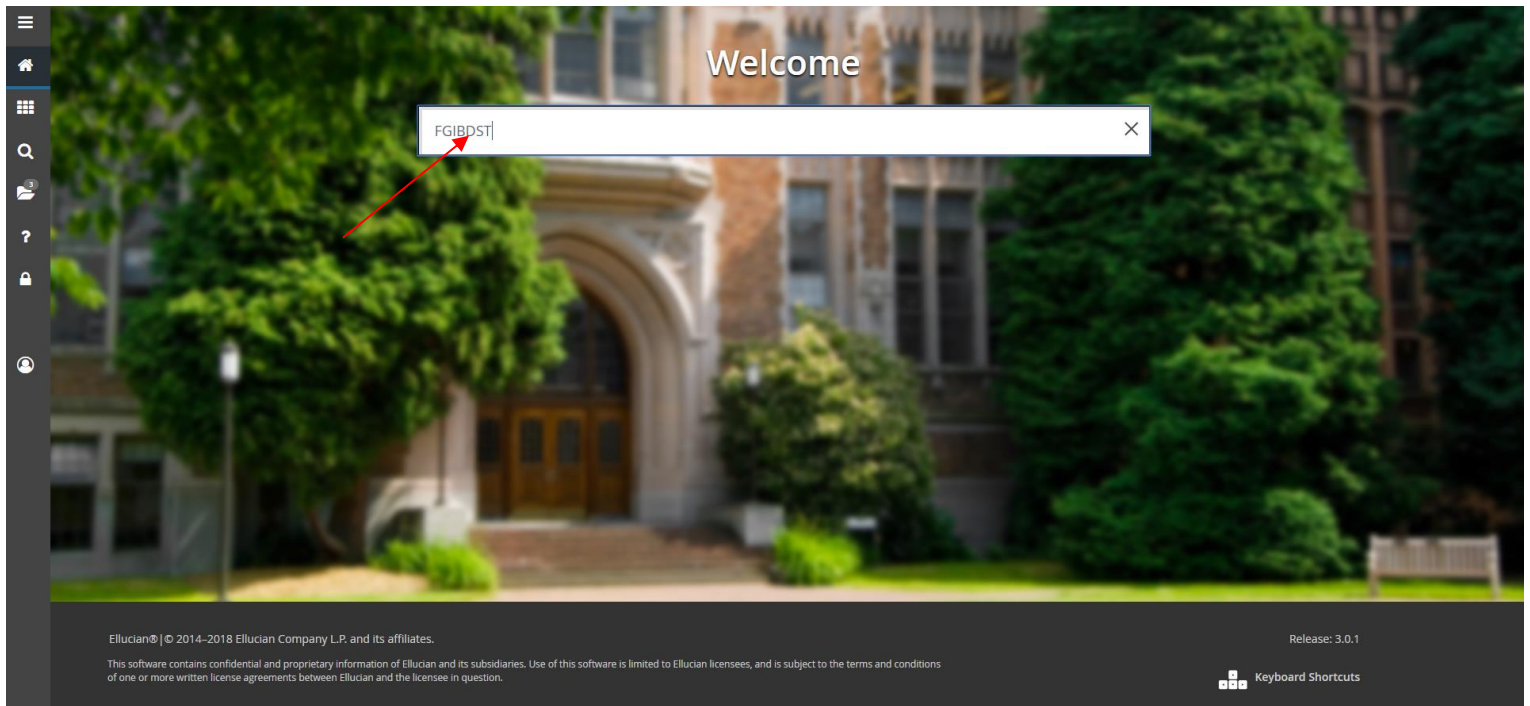 Welcome
FGIBDST
3
Ellucian®|© 2014–2018 Ellucian Company L.P. and its affiliates.
Release: 3.0.1
This software contains confidential and proprietary information of Ellucian and its subsidiaries. Use of this software is limited to Ellucian licensees, and is subject to the terms and conditions
of one or more written license agreements between Ellucian and the licensee in question.
Keyboard Shortcuts